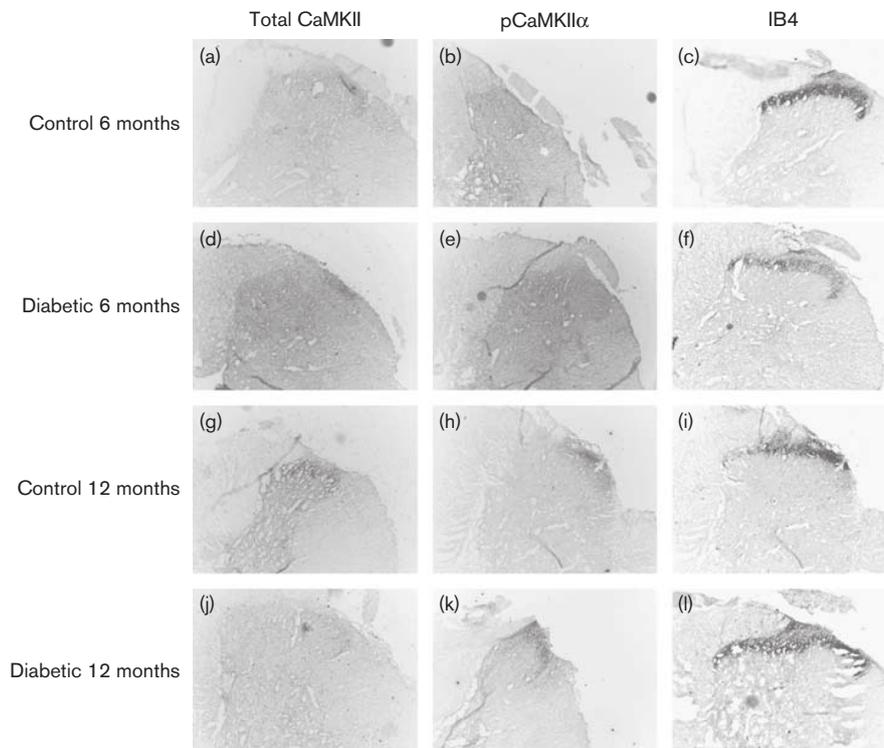 Total CaMKII pCaMKIIα IB4
Control 6 months (a) (b) (c)
Diabetic 6 months (d) (e) (f)
Control 12 months (g) (h) (i)
Diabetic 12 months (j) (k) (l)